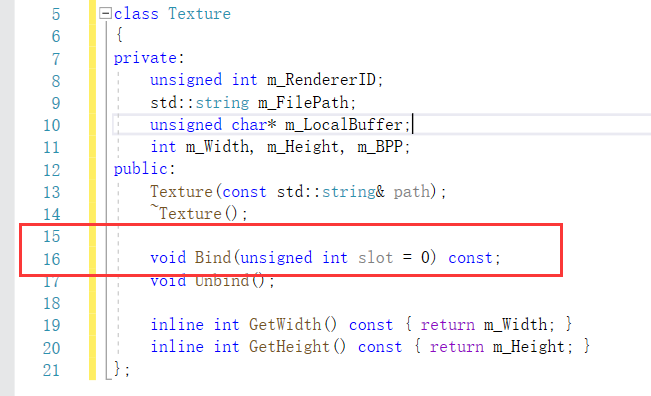 5 class Texture
6 {
7 private:
8 unsigned int m_RendererID;
9 std::string m_FilePath;
10 unsigned char* m_LocalBuffer;
11 int m_Width, m_Height, m_BPP;
12 public:
13 Texture(const std::string& path);
14 ~Texture();
15
16 void Bind(unsigned int slot = 0) const;
17 void Unbind();
18
19 inline int GetWidth() const { return m_Width; }
20 inline int GetHeight() const { return m_Height; }
21 };